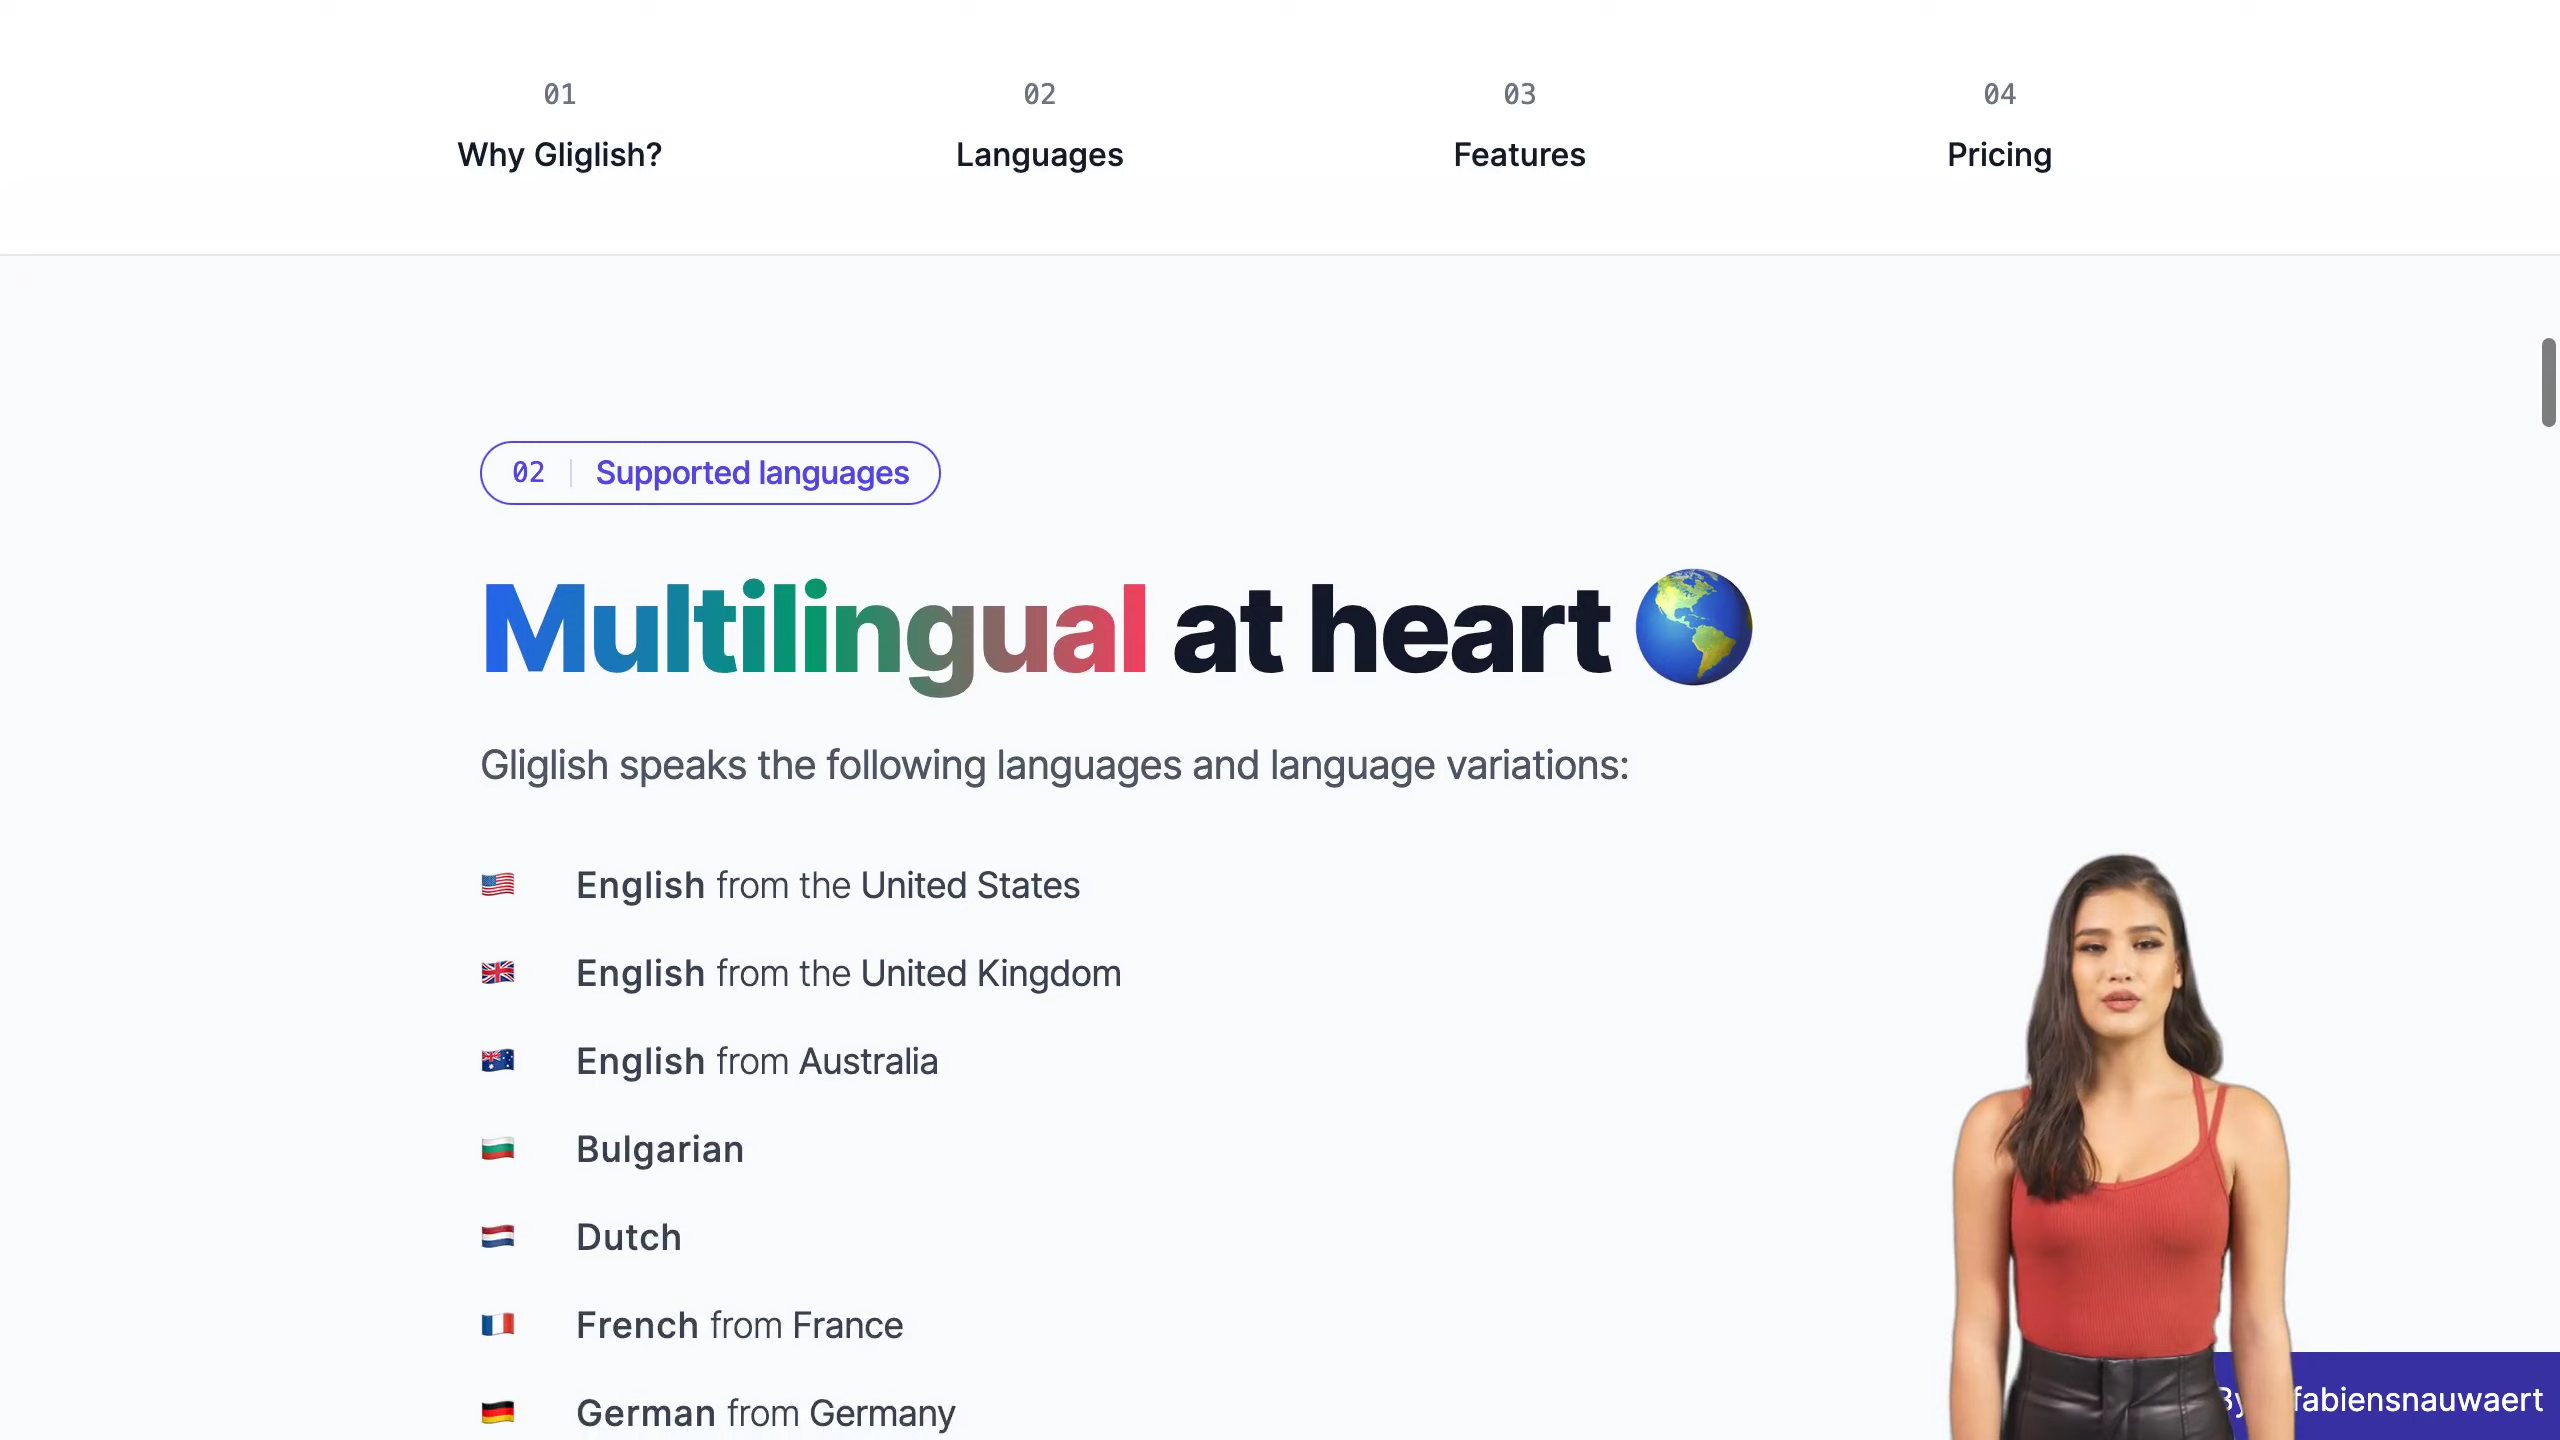 01
Why Gliglish?
02
Languages
03
Features
04
Pricing
02 Supported languages
Multilingual at heart
Gliglish speaks the following languages and language variations:
English from the United States
English from the United Kingdom
English from Australia
Bulgarian
Dutch
French from France
German from Germany
By fabiensnauwaert